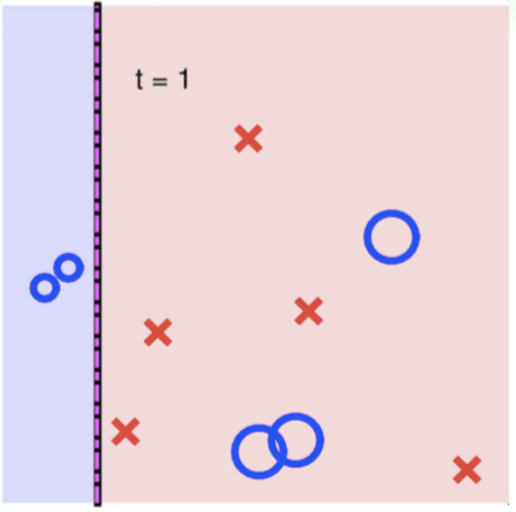 t = 1